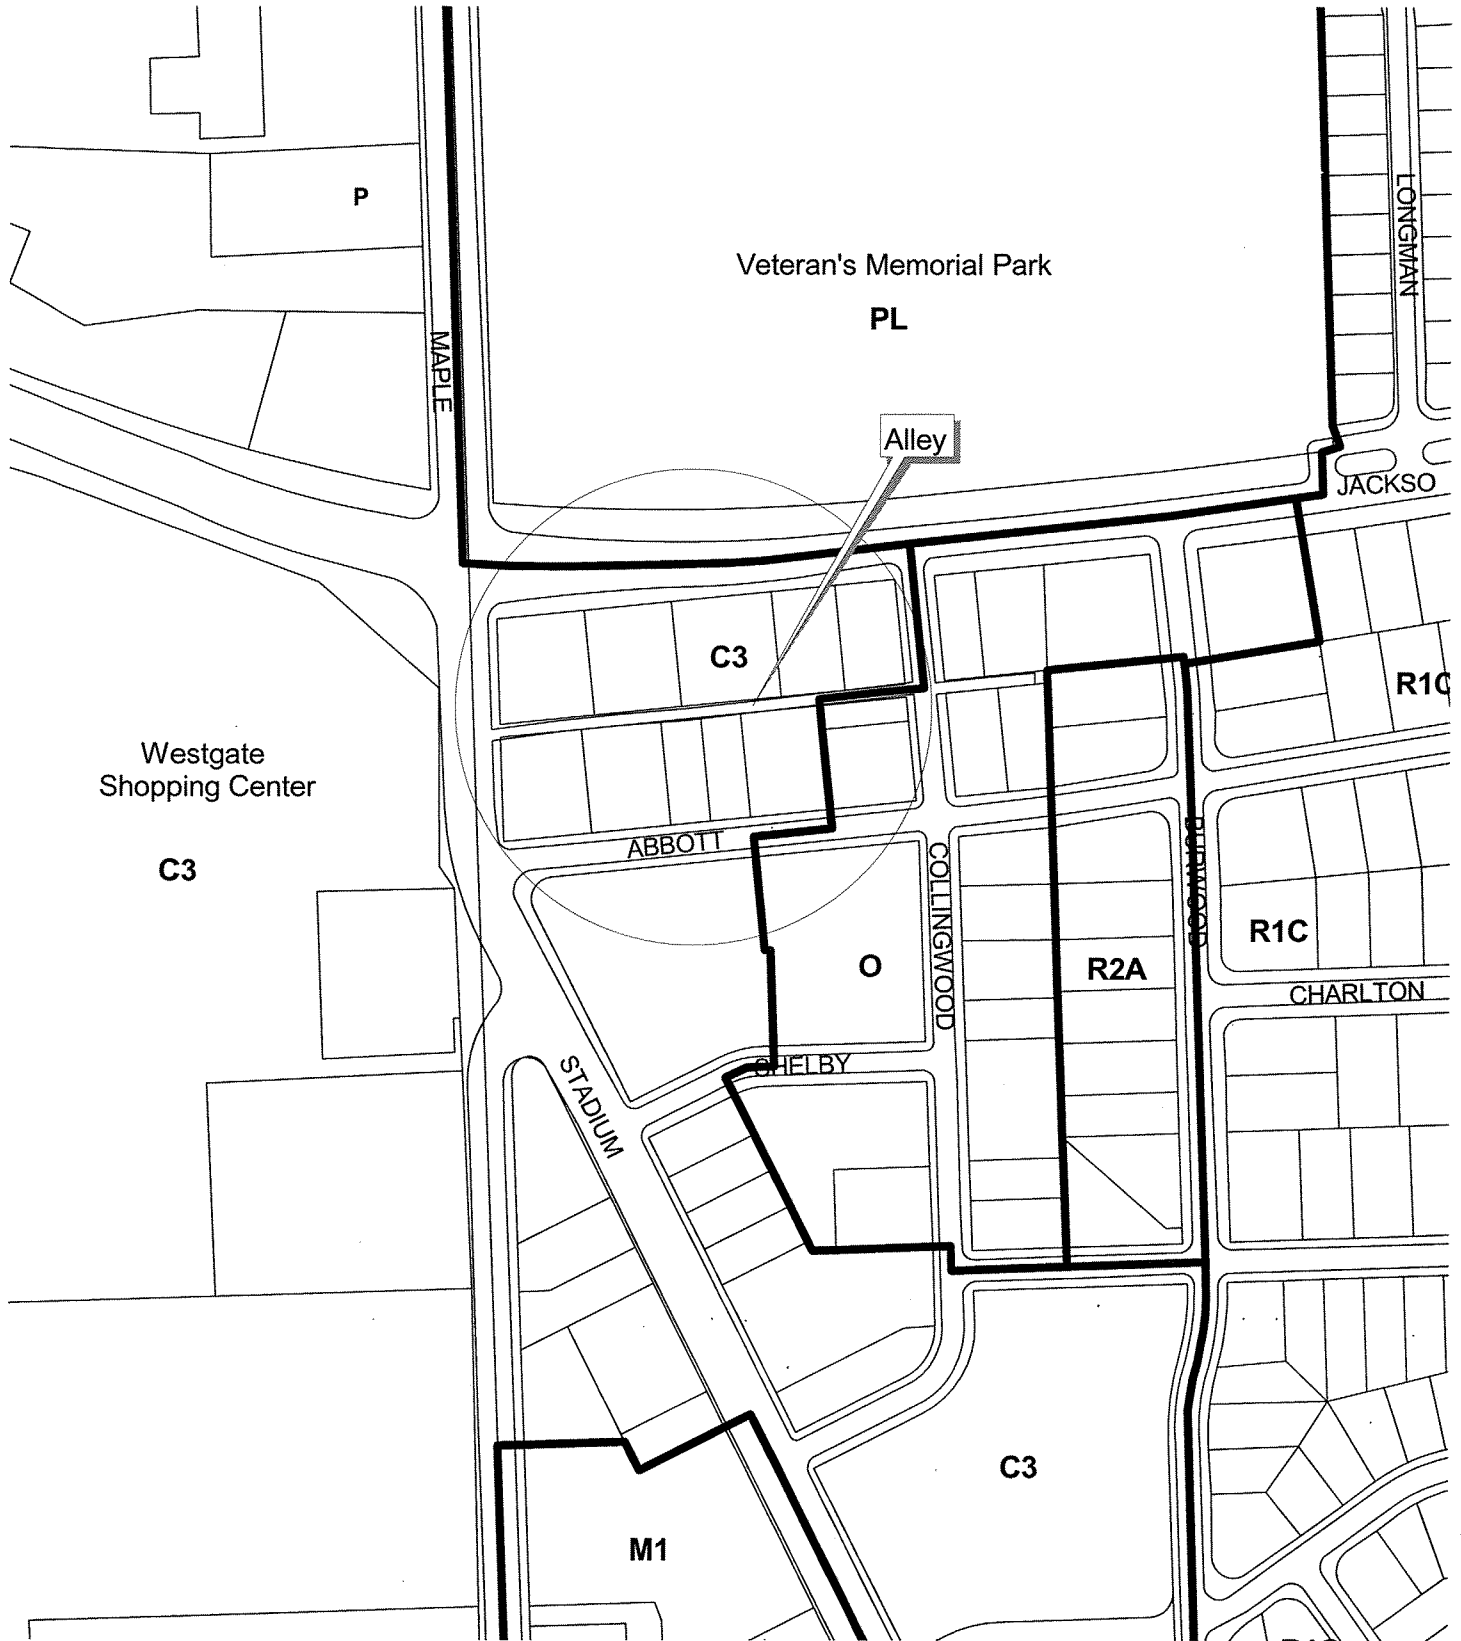 P
LONGMAN
Veteran's Memorial Park
PL
MAPLE
Alley
JACKSO
C3
R1C
Westgate
Shopping Center
C3
ABBOTT
BURWOOD
COLLINGWOOD
R1C
O
R2A
CHARLTON
SHELBY
STADIUM
C3
M1